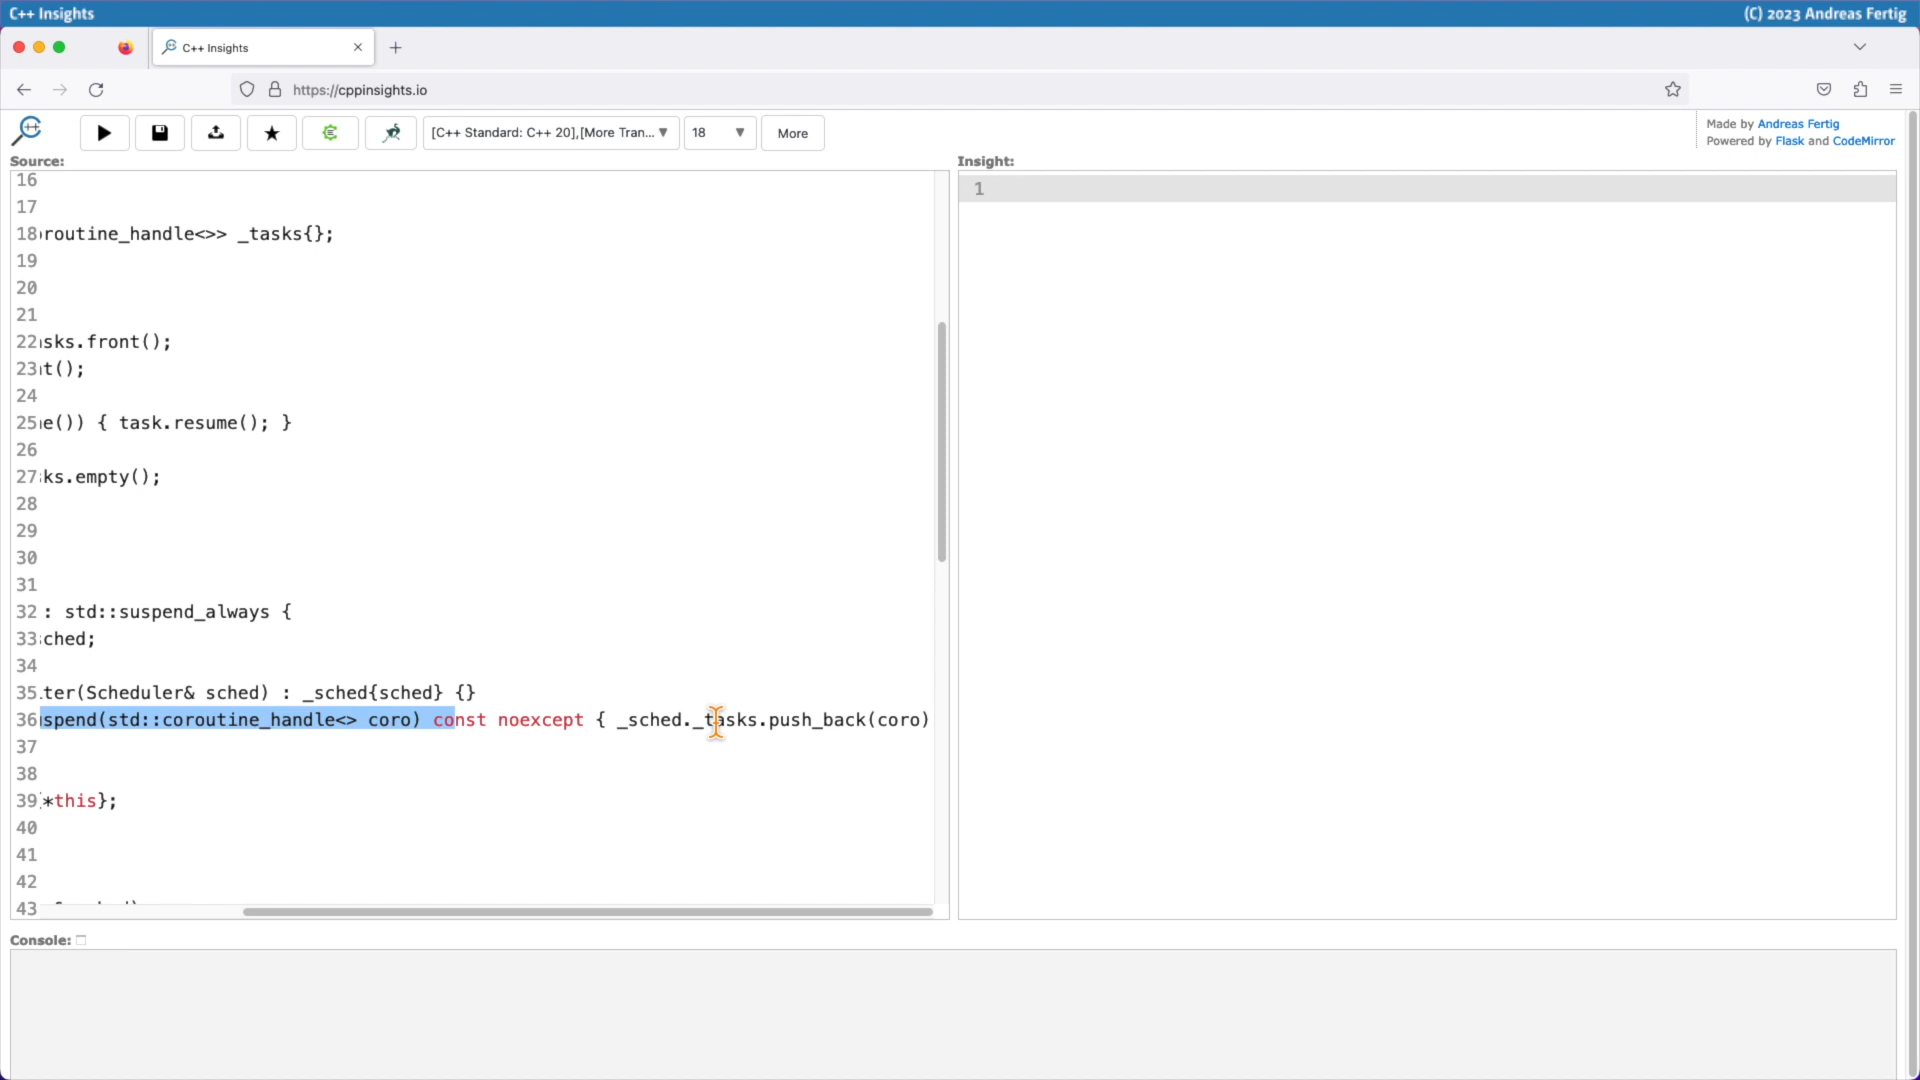 C++ Insights
(C) 2023 Andreas Fertig
C++ Insights
https://cppinsights.io
[C++ Standard: C++ 20],[More Tran...
18
More
Made by Andreas Fertig
Powered by Flask and CodeMirror
Source:
Insight:
16
17
18 routine_handle<>> _tasks{};
19
20
21
22 sks.front();
23 t();
24
25 e()) { task.resume(); }
26
27 ks.empty();
28
29
30
31
32 : std::suspend_always {
33 ched;
34
35 ter(Scheduler& sched) : _sched{sched} {}
36 spend(std::coroutine_handle<> coro) const noexcept { _sched._tasks.push_back(coro)
37
38
39 *this};
40
41
42
43
1
Console: